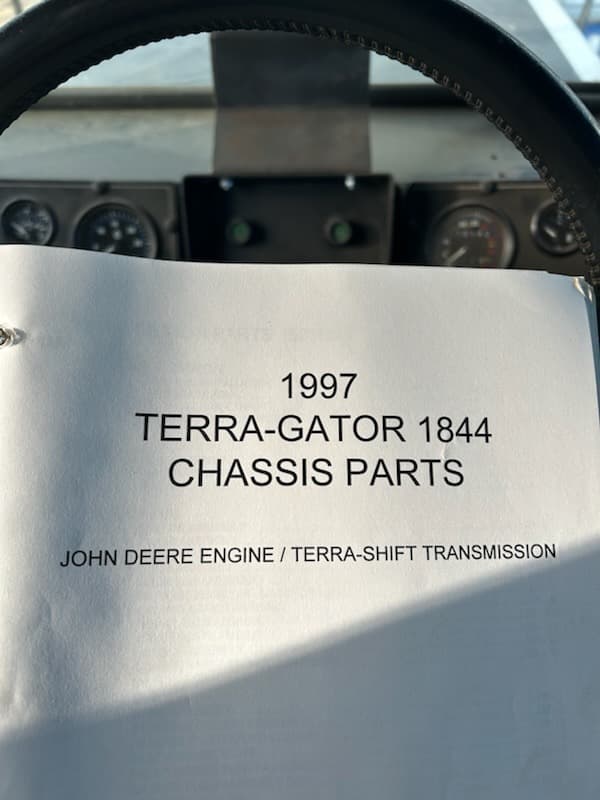 1997
TERRA-GATOR 1844
CHASSIS PARTS
JOHN DEERE ENGINE / TERRA-SHIFT TRANSMISSION